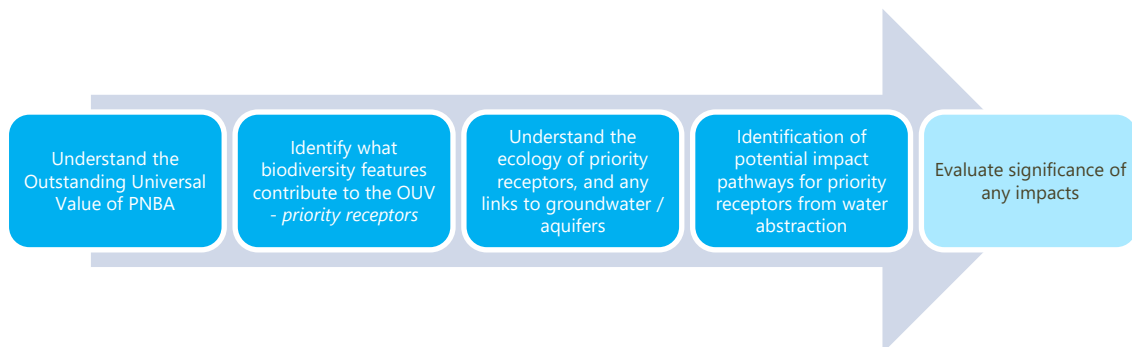 Understand the
Outstanding Universal
Value of PNBA
Identify what
biodiversity features
contribute to the OUV
- priority receptors
Understand the
ecology of priority
receptors, and any
links to groundwater /
aquifers
Identification of
potential impact
pathways for priority
receptors from water
abstraction
Evaluate significance of
any impacts